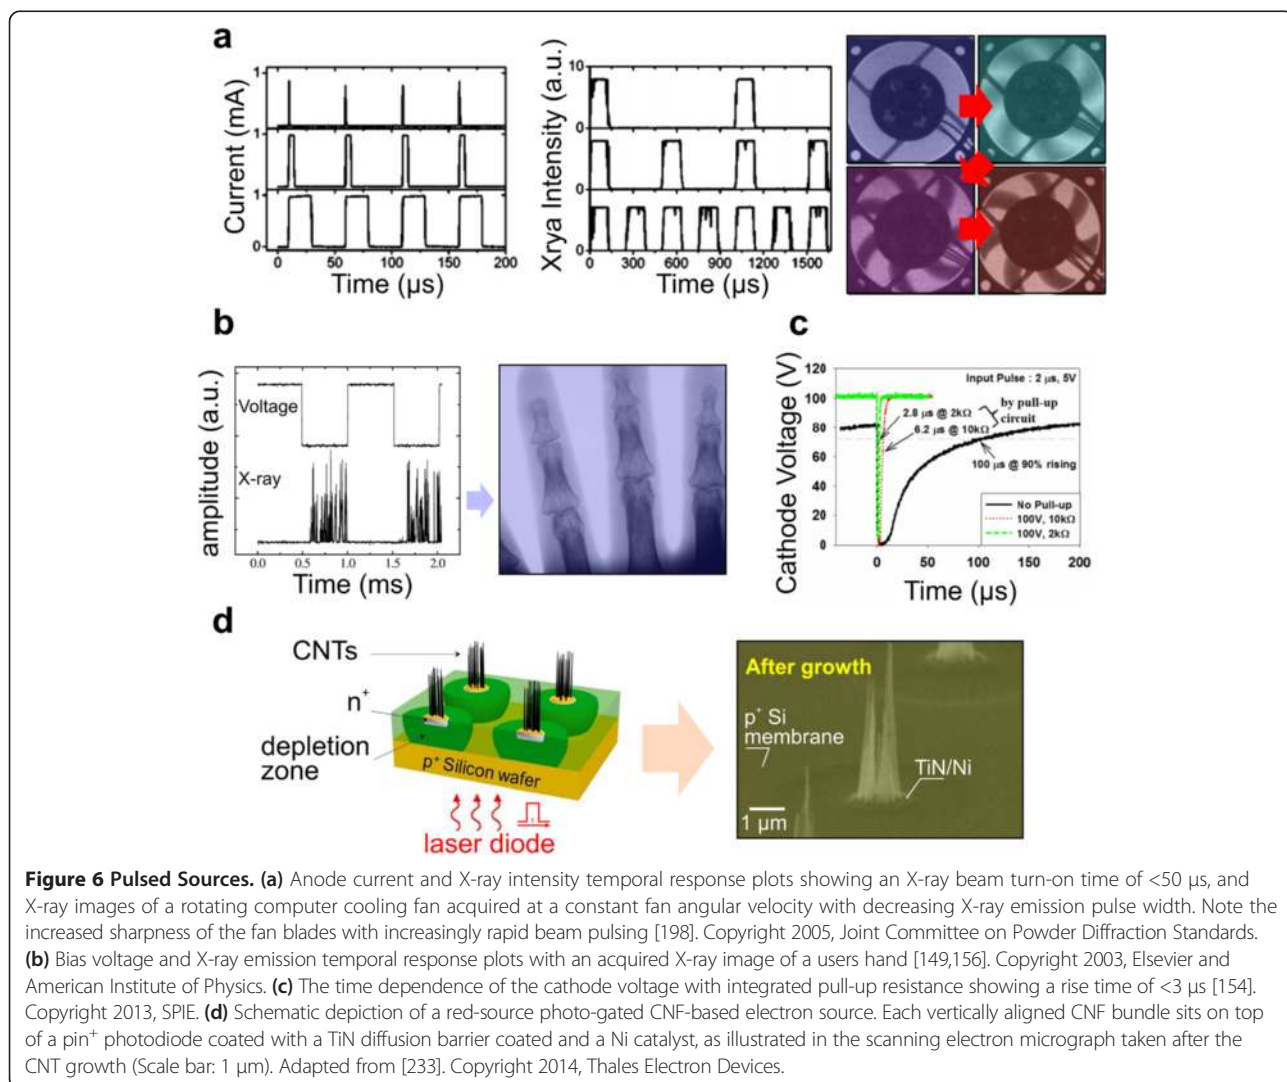 a
Current (mA)
1
0
1
1
0
0
50
100
150
200
Time (µs)
Xrya Intensity (a.u.)
10
0
0
0
0
300
600
900
1200
1500
Time (µs)
b
amplitude (a.u.)
Voltage
X-ray
0.0
0.5
1.0
1.5
2.0
Time (ms)
c
Cathode Voltage (V)
120
100
80
60
40
20
0
Input Pulse : 2 µs, 5V
2.8 µs @ 2kΩ
6.2 µs @ 10kΩ
by pull-up
circuit
100 µs @ 90% rising
No Pull-up
100V, 10kΩ
100V, 2kΩ
0
50
100
150
200
Time (µs)
d
CNTs
n+
depletion
zone
p+ Silicon wafer
laser diode
After growth
p+ Si
membrane
TiN/Ni
1 µm
Figure 6 Pulsed Sources. (a) Anode current and X-ray intensity temporal response plots showing an X-ray beam turn-on time of <50 µs, and
X-ray images of a rotating computer cooling fan acquired at a constant fan angular velocity with decreasing X-ray emission pulse width. Note the
increased sharpness of the fan blades with increasingly rapid beam pulsing [198]. Copyright 2005, Joint Committee on Powder Diffraction Standards.
(b) Bias voltage and X-ray emission temporal response plots with an acquired X-ray image of a users hand [149,156]. Copyright 2003, Elsevier and
American Institute of Physics. (c) The time dependence of the cathode voltage with integrated pull-up resistance showing a rise time of <3 µs [154].
Copyright 2013, SPIE. (d) Schematic depiction of a red-source photo-gated CNF-based electron source. Each vertically aligned CNF bundle sits on top
of a pin+ photodiode coated with a TiN diffusion barrier coated and a Ni catalyst, as illustrated in the scanning electron micrograph taken after the
CNT growth (Scale bar: 1 µm). Adapted from [233]. Copyright 2014, Thales Electron Devices.